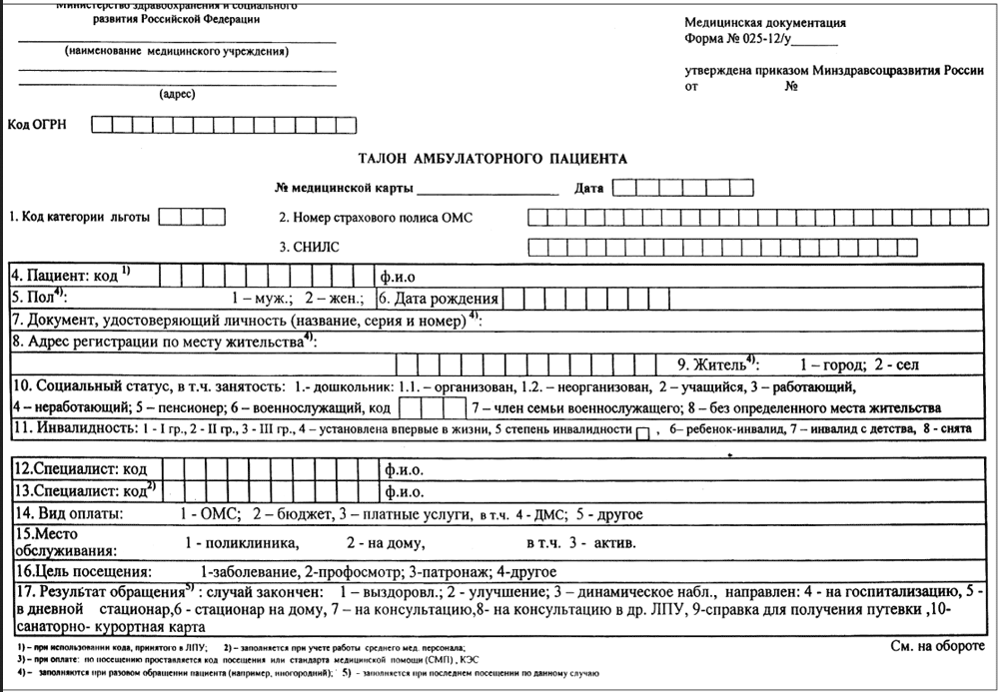 Министерство здравоохранения и социального
развития Российской Федерации
(наименование медицинского учреждения)
(адрес)
Код ОГРН
Медицинская документация
Форма № 025-12/у
утверждена приказом Минздравсоцразвития России
от №
ТАЛОН АМБУЛАТОРНОГО ПАЦИЕНТА
№ медицинской карты Дата
1. Код категории льготы 2. Номер страхового полиса ОМС
3. СНИЛС
4. Пациент: код 1) ф.и.о
5. Пол4): 1 – муж.; 2 – жен.; 6. Дата рождения
7. Документ, удостоверяющий личность (название, серия и номер) 4):
8. Адрес регистрации по месту жительства4):
9. Житель4): 1 – город; 2 - сел
10. Социальный статус, в т.ч. занятость: 1.- дошкольник: 1.1. – организован, 1.2. – неорганизован, 2 – учащийся, 3 – работающий,
4 – неработающий; 5 – пенсионер; 6 – военнослужащий, код 7 – член семьи военнослужащего; 8 – без определенного места жительства
11. Инвалидность: 1 - I гр., 2 - II гр., 3 - III гр., 4 – установлена впервые в жизни, 5 степень инвалидности , 6– ребенок-инвалид, 7 – инвалид с детства, 8 - снята
12.Специалист: код ф.и.о.
13.Специалист: код2) ф.и.о.
14. Вид оплаты: 1 - ОМС; 2 – бюджет, 3 – платные услуги, в т.ч. 4 - ДМС; 5 - другое
15.Место
обслуживания: 1 - поликлиника, 2 - на дому, в т.ч. 3 - актив.
16.Цель посещения: 1-заболевание, 2-профосмотр; 3-патронаж; 4-другое
17. Результат обращения5) : случай закончен: 1 – выздоровл.; 2 - улучшение; 3 – динамическое набл., направлен: 4 - на госпитализацию, 5 -
в дневной стационар,6 - стационар на дому, 7 – на консультацию,8- на консультацию в др. ЛПУ, 9-справка для получения путевки ,10-
санаторно- курортная карта
1) – при использовании кода, принятого в ЛПУ; 2) – заполняется при учете работы среднего мед. персонала;
3) – при оплате: по посещению проставляется код посещения или стандарта медицинской помощи (СМП) , КЭС
4) – заполняются при разовом обращении пациента (например, иногородний); 5) - заполняется при последнем посещении по данному случаю
См. на обороте